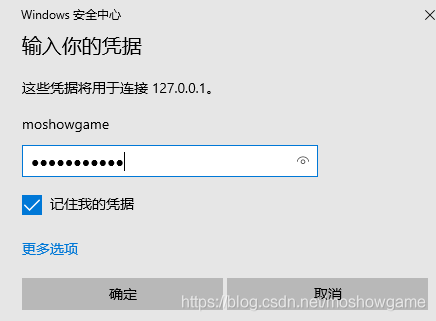 Windows 安全中心
输入你的凭据
这些凭据将用于连接 127.0.0.1。
moshowgame
●●●●●●●●●●●
记住我的凭据
更多选项
确定 取消
https://blog.csdn.net/moshowgame